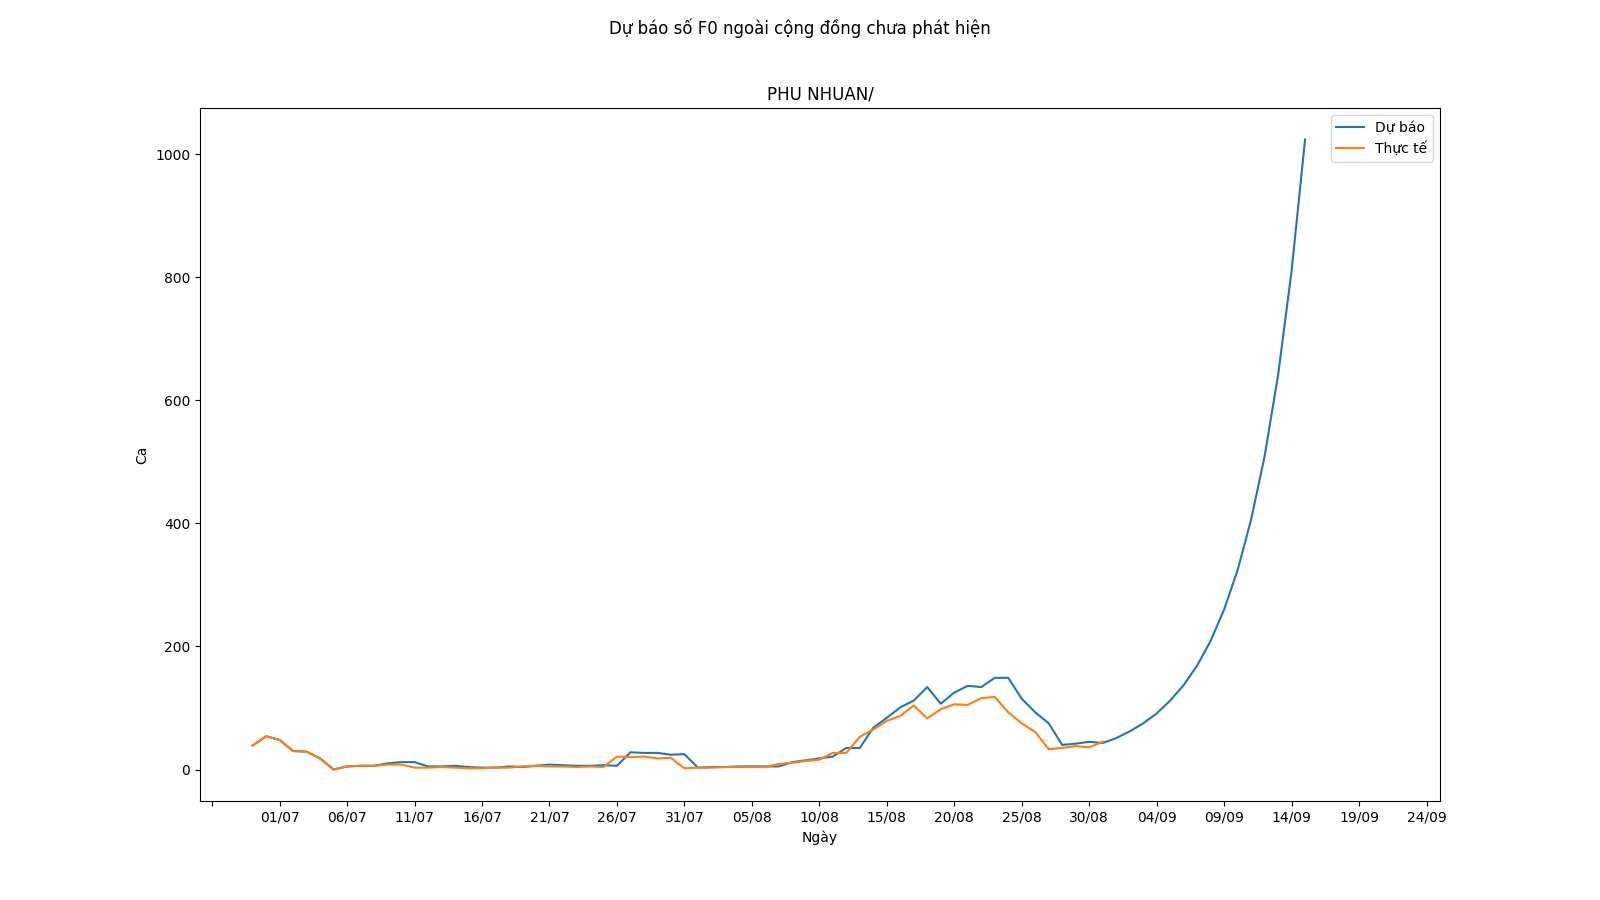 Dự báo số F0 ngoài cộng đồng chưa phát hiện
PHU NHUAN/
Dự báo
Thực tế
1000
800
600
400
200
0
Ca
01/07 06/07 11/07 16/07 21/07 26/07 31/07 05/08 10/08 15/08 20/08 25/08 30/08 04/09 09/09 14/09 19/09 24/09
Ngày